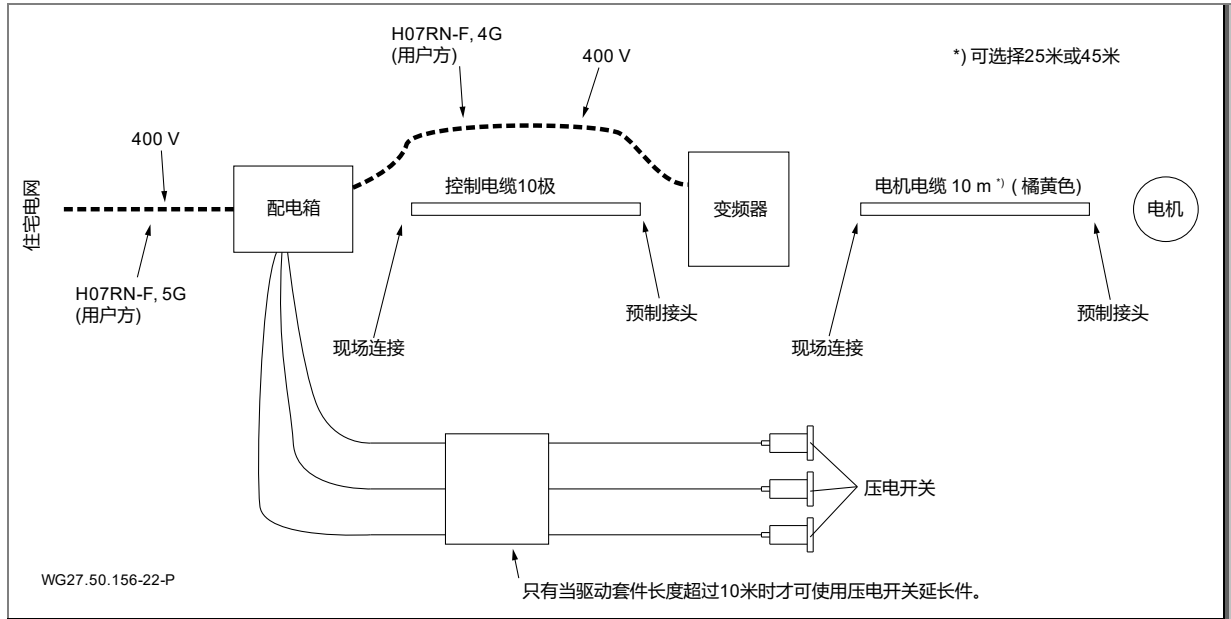 H07RN-F, 4G
(用户方)
400 V
*) 可选择25米或45米
400 V
住宅电网
配电箱
控制电缆10极
变频器
电机电缆 10 m *) ( 橘黄色)
电机
H07RN-F, 5G
(用户方)
预制接头
预制接头
现场连接
现场连接
压电开关
WG27.50.156-22-P
只有当驱动套件长度超过10米时才可使用压电开关延长件。